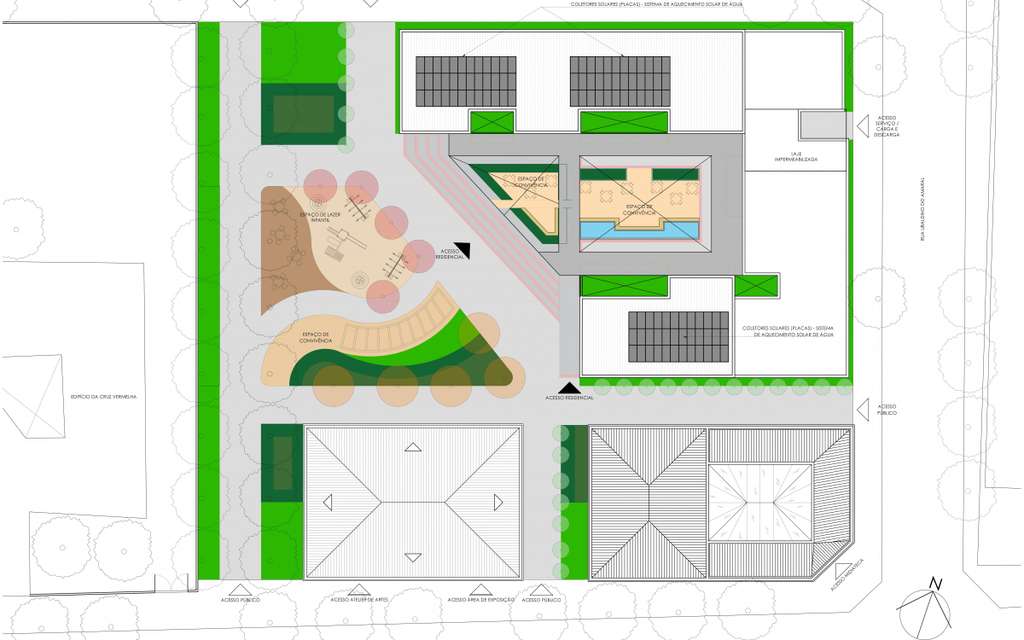 COLETORES SOLARES (PLACAS) - SISTEMA DE AQUECIMENTO SOLAR DE ÁGUA
ACESSO
SERVIÇO /
CARGA E
DESCARGA
LAJE
IMPERMEABILIZADA
ESPAÇO DE
CONVIVÊNCIA
ESPAÇO DE
CONVIVÊNCIA
RUA UBALDINO DO AMARAL
ESPAÇO DE LAZER
INFANTIL
ACESSO
RESIDENCIAL
COLETORES SOLARES (PLACAS) - SISTEMA
DE AQUECIMENTO SOLAR DE ÁGUA
ESPAÇO DE
CONVIVÊNCIA
EDIFÍCIO DA CRUZ VERMELHA
ACESSO RESIDENCIAL
ACESSO
PÚBLICO
ACESSO MIDIATECA
N
ACESSO PÚBLICO
ACESSO ATELIER DE ARTES
ACESSO ÁREA DE EXPOSIÇÃO
ACESSO PÚBLICO